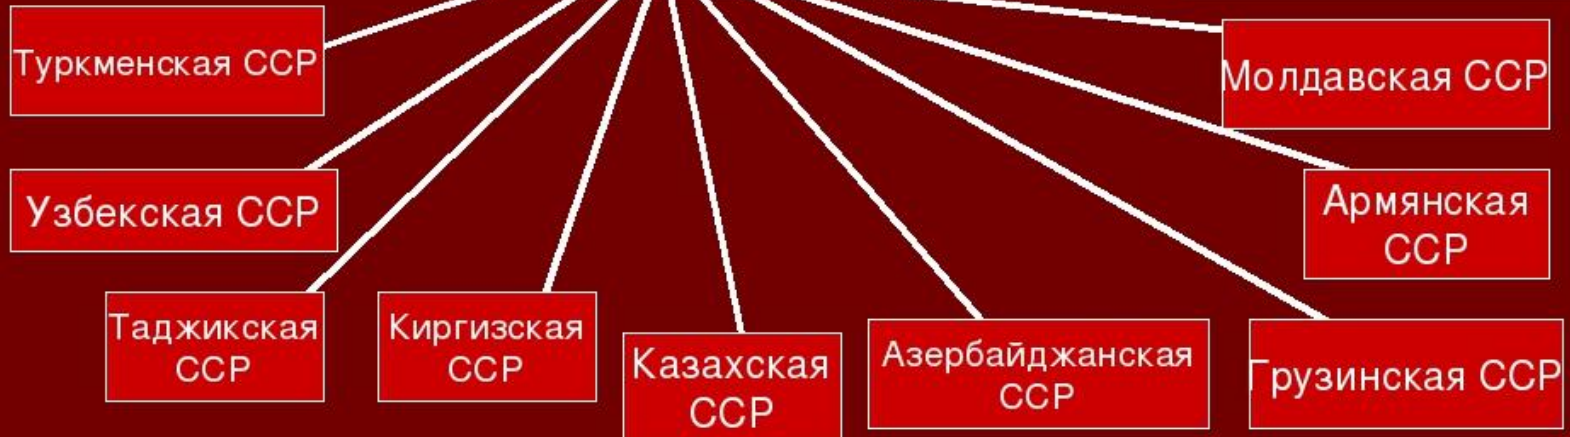 Туркменская ССР
Молдавская ССР
Узбекская ССР
Армянская
ССР
Таджикская
ССР
Киргизская
ССР
Казахская
ССР
Азербайджанская
ССР
Грузинская ССР